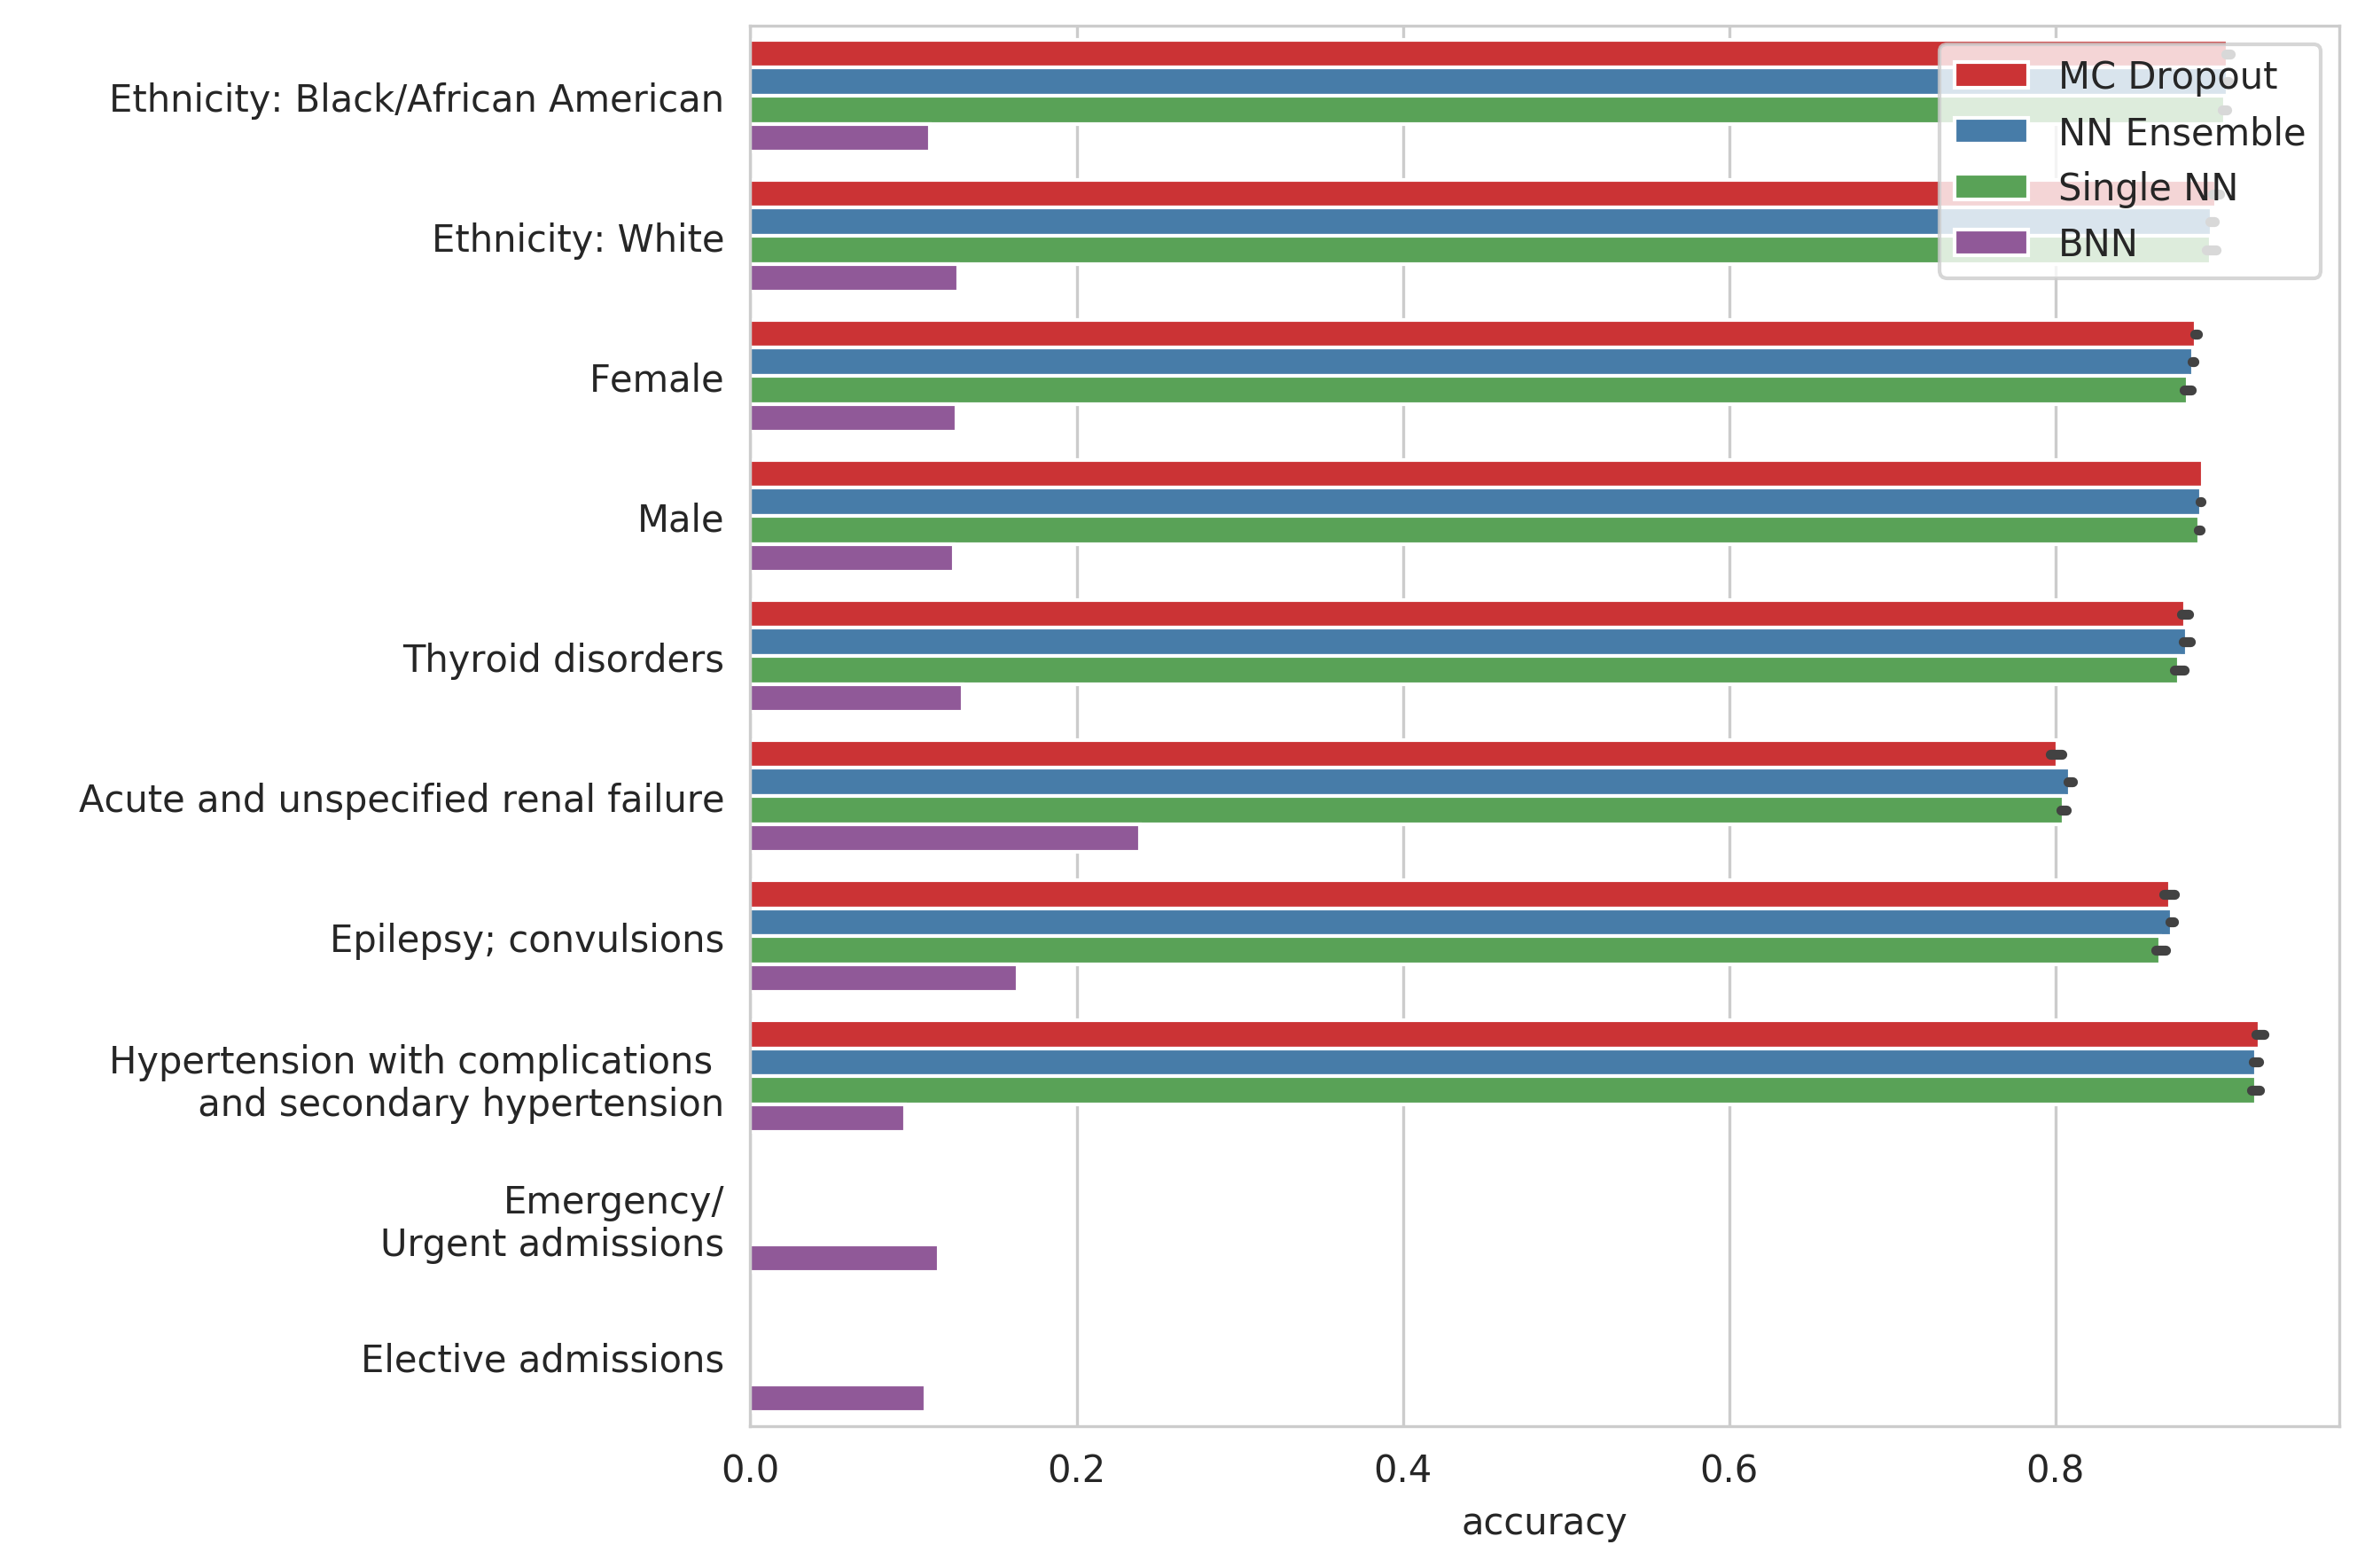 Ethnicity: Black/African American
Ethnicity: White
Female
Male
Thyroid disorders
Acute and unspecified renal failure
Epilepsy; convulsions
Hypertension with complications
and secondary hypertension
Emergency/
Urgent admissions
Elective admissions
MC Dropout
NN Ensemble
Single NN
BNN
0.0 0.2 0.4 0.6 0.8
accuracy